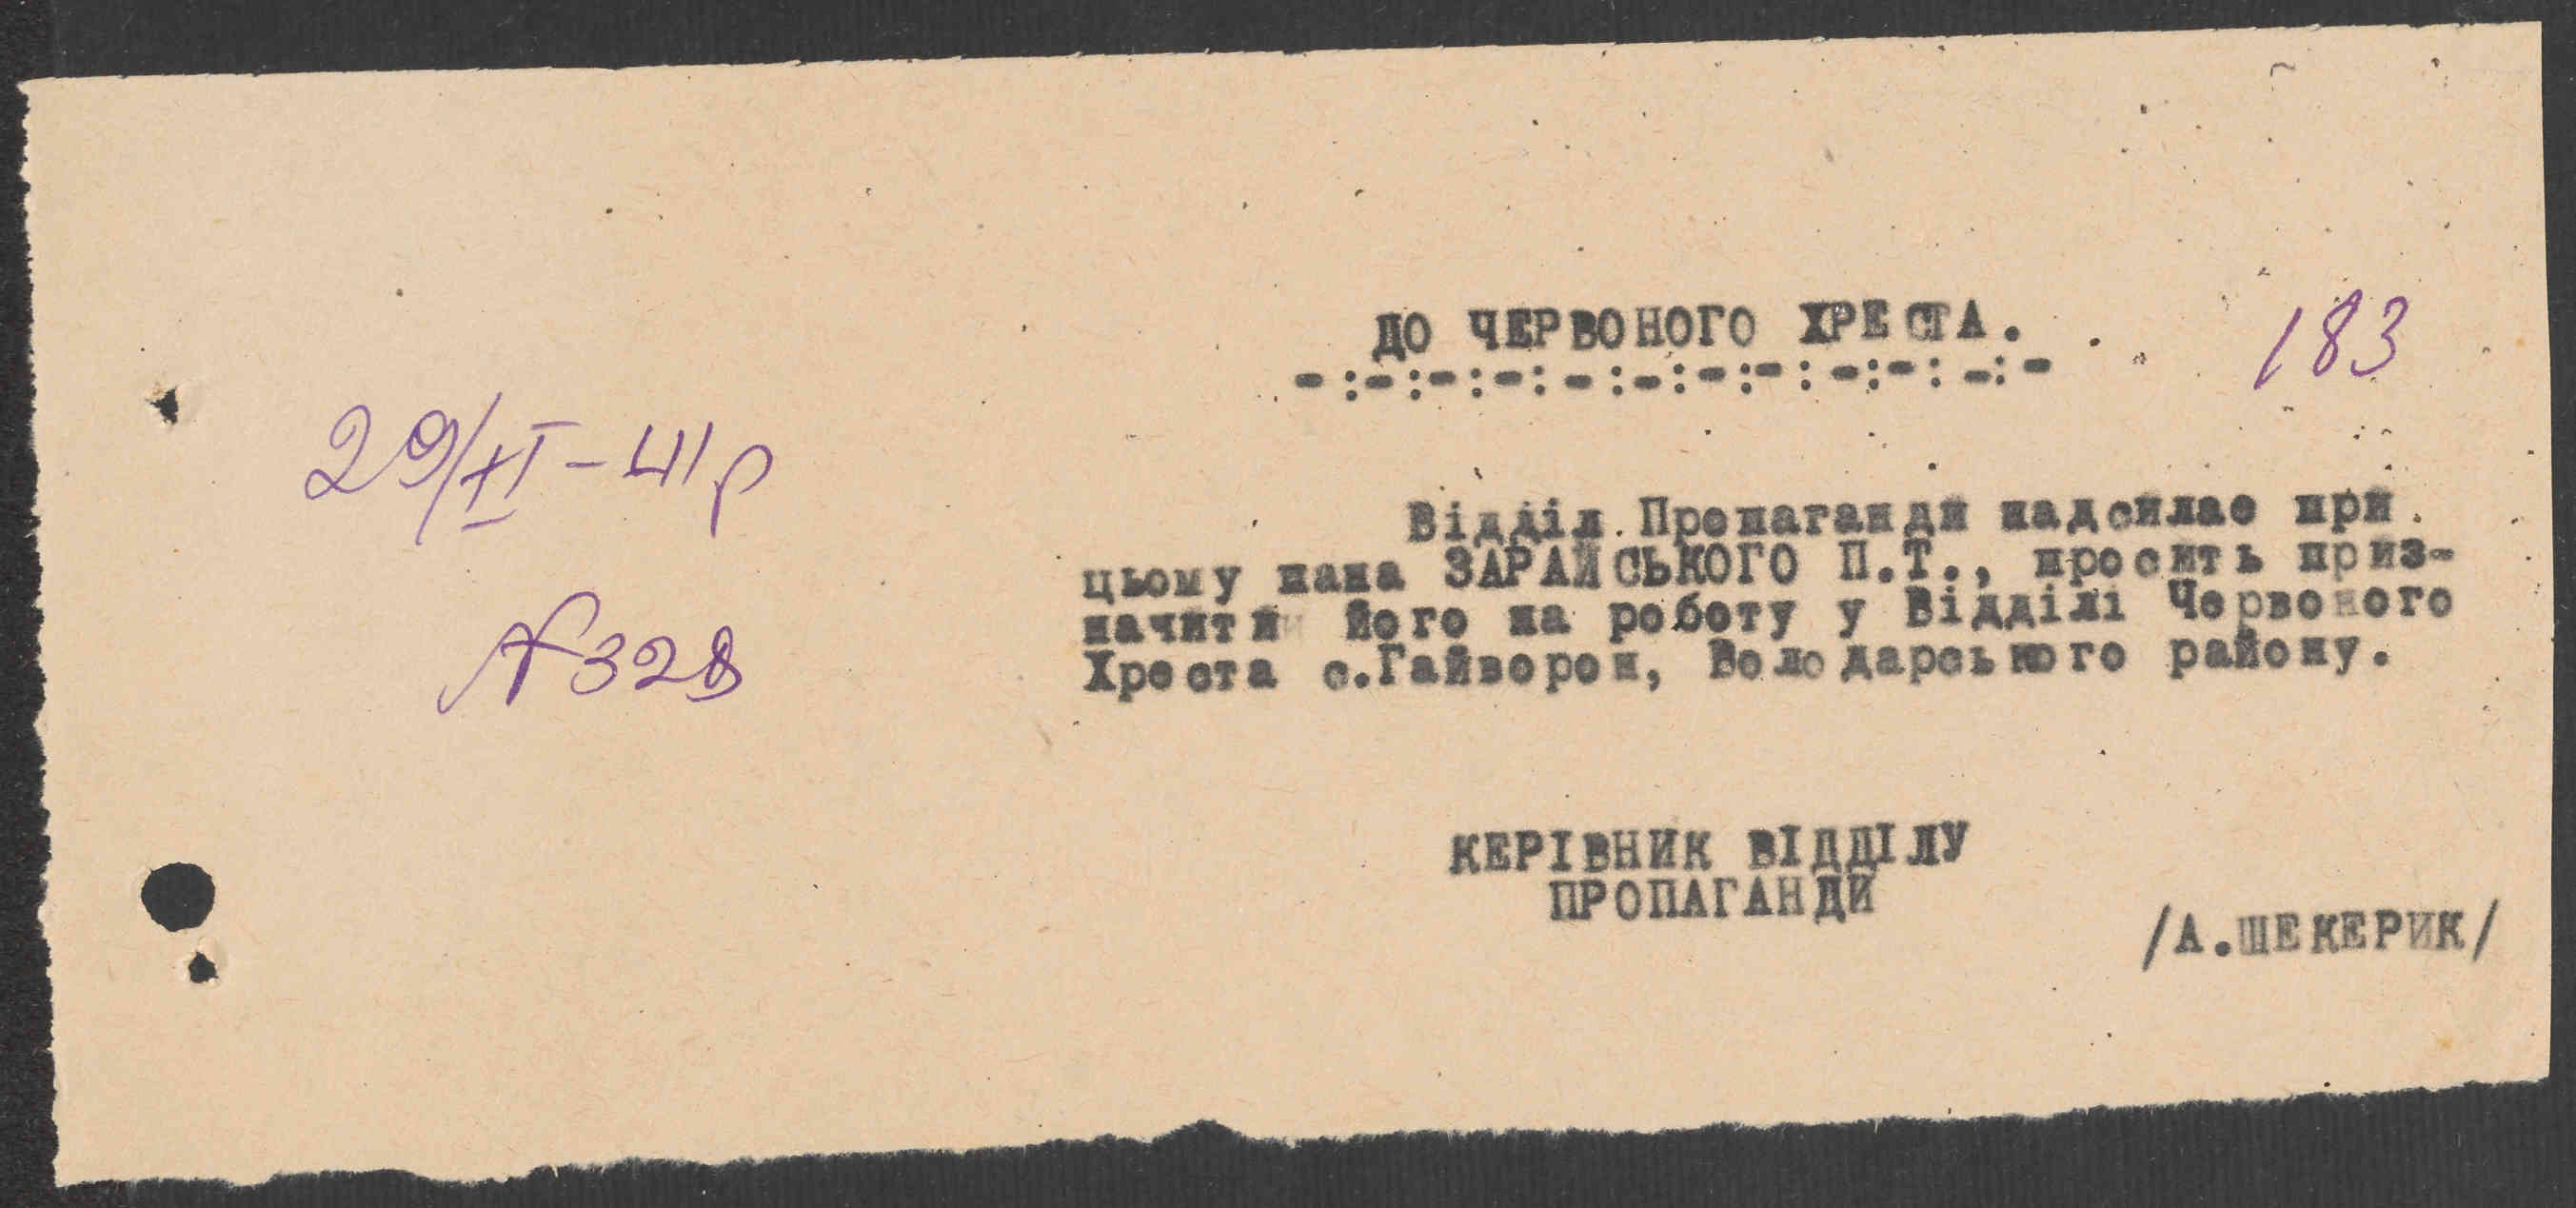 ДО ЧЕРВОНОГО ХРЕСТА.
-:-:-:-:-:-:-:-:-:-:-:-
183
29/XI-41р
Відділ Пропаганди надсилає при
цьому пана ЗАРАЙСЬКОГО П.Т., просить приз-
начити його на роботу у Відділі Червоного
Хреста с.Гайворон, Володарського району.
№328
КЕРІВНИК ВІДДІЛУ
ПРОПАГАНДИ
/А.ШЕКЕРИК/